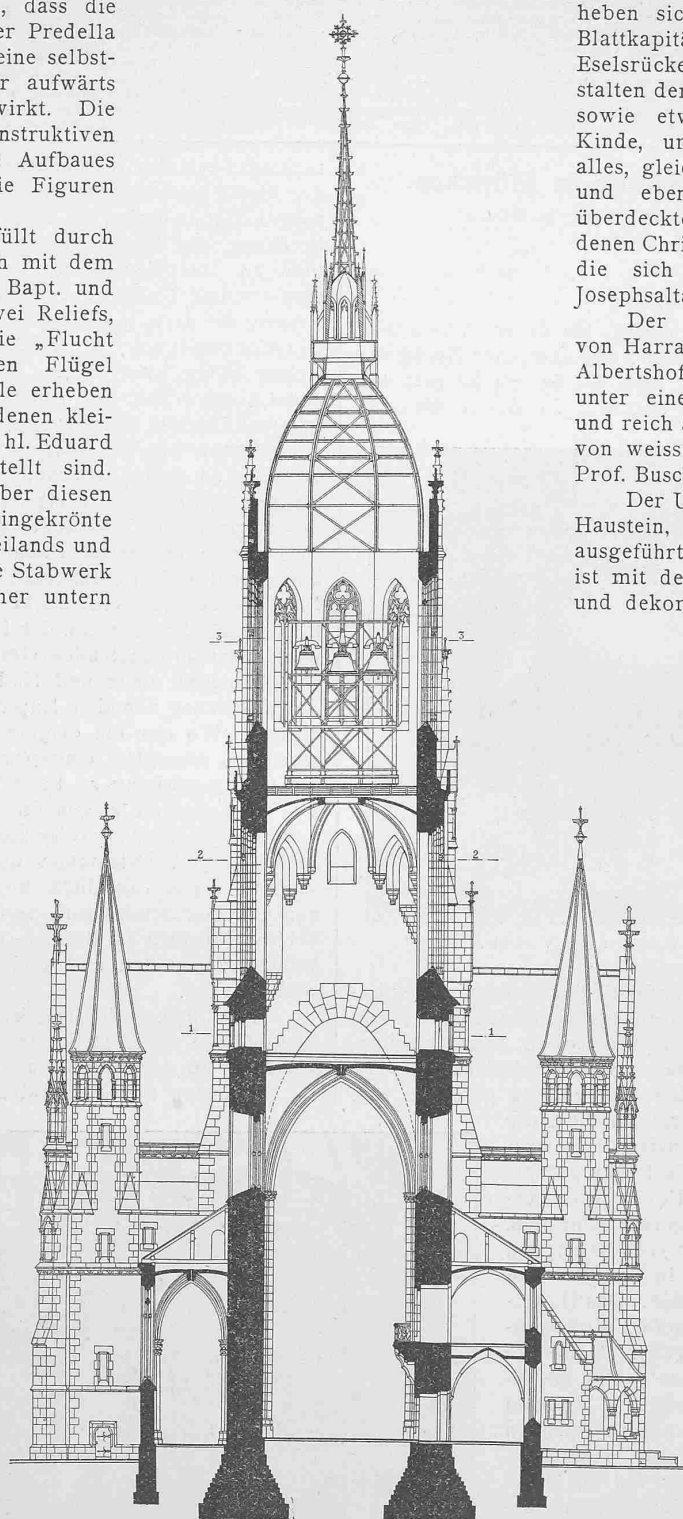 , dass die
er Predella
eine selbst-
r aufwärts
virkt. Die
nstruktiven
Aufbaues
ie Figuren
üllt durch
h mit dem
Bapt. und
vei Reliefs,
ie „Flucht
en Flügel
le erheben
denen klei-
hl. Eduard
tellt sind.
ber diesen
ingekrönte
eilands und
e Stabwerk
ner untern
heben sic
Blattkapitä
Eselsrücke
stalten der
sowie etw
Kinde, un
alles, gleic
und eben
überdeckte
denen Chri
die sich
Josephsalta
Der
von Harra
Albertshof
unter eine
und reich
von weiss
Prof. Busc
Der U
Haustein,
ausgeführt
ist mit de
und dekor
3 3
2 2
1 1